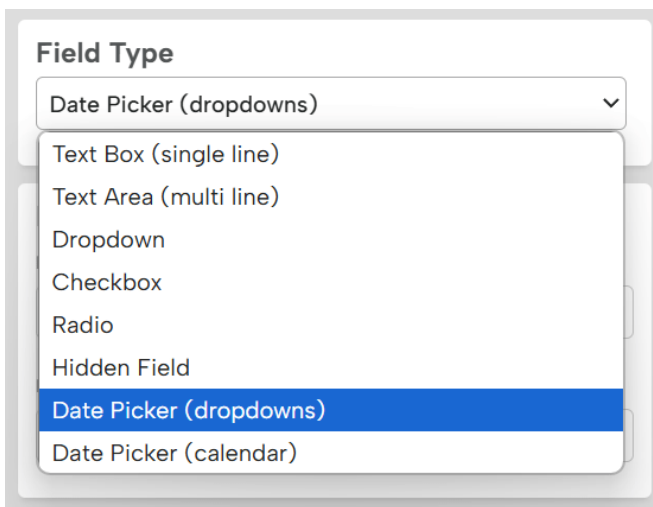 Field Type
Date Picker (dropdowns)
Text Box (single line)
Text Area (multi line)
Dropdown
Checkbox
Radio
Hidden Field
Date Picker (dropdowns)
Date Picker (calendar)